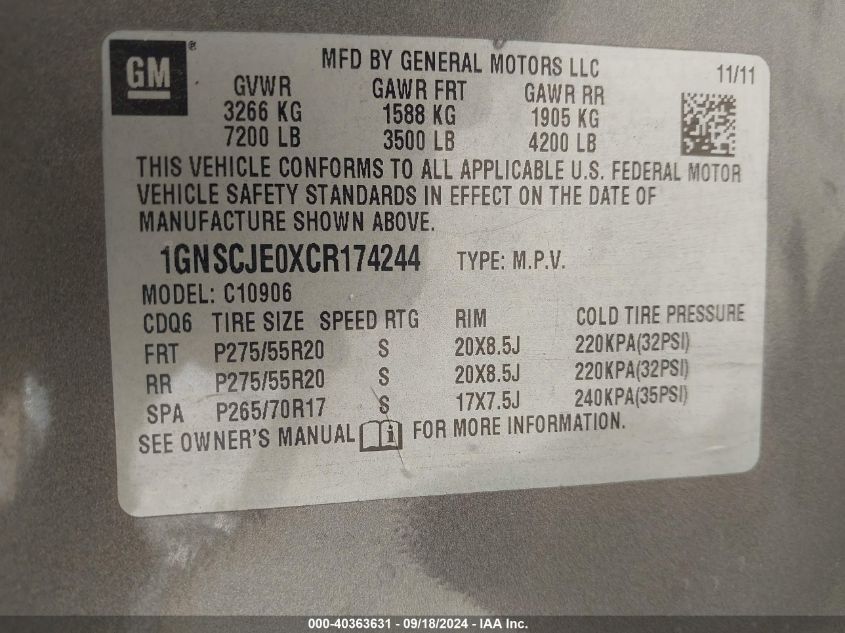 GM®
MFD BY GENERAL MOTORS LLC 11/11
GVWR GAWR FRT GAWR RR
3266 KG 1588 KG 1905 KG
7200 LB 3500 LB 4200 LB
THIS VEHICLE CONFORMS TO ALL APPLICABLE U.S. FEDERAL MOTOR
VEHICLE SAFETY STANDARDS IN EFFECT ON THE DATE OF
MANUFACTURE SHOWN ABOVE.
1GNSCJE0XCR174244 TYPE: M.P.V.
MODEL: C10906
CDQ6 TIRE SIZE SPEED RTG RIM COLD TIRE PRESSURE
FRT P275/55R20 S 20X8.5J 220KPA(32PSI)
RR P275/55R20 S 20X8.5J 220KPA(32PSI)
SPA P265/70R17 S 17X7.5J 240KPA(35PSI)
SEE OWNER'S MANUAL i FOR MORE INFORMATION.
000-40363631 - 09/18/2024 - IAA Inc.